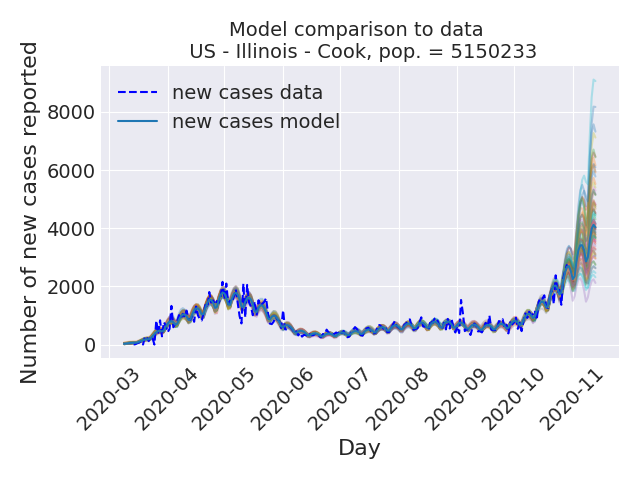 Model comparison to data
US - Illinois - Cook, pop. = 5150233
Number of new cases reported
8000
6000
4000
2000
0
new cases data
new cases model
2020-03
2020-04
2020-05
2020-06
2020-07
2020-08
2020-09
2020-10
2020-11
Day